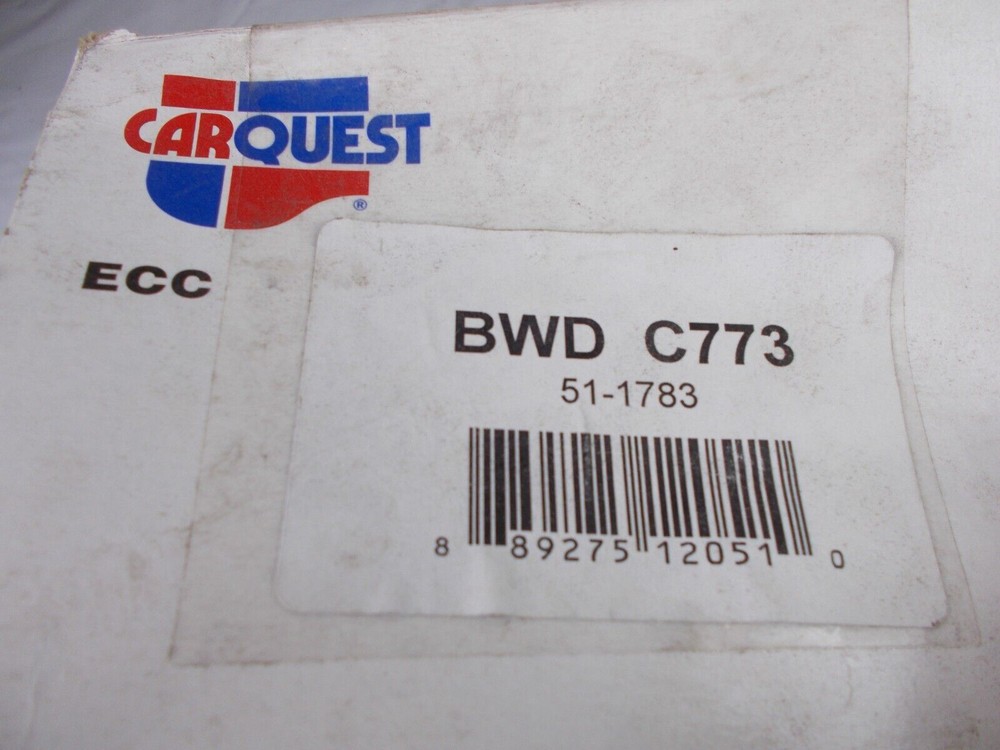 CARQUEST
®
ECC
BWD C773
51-1783
8 89275 12051 0